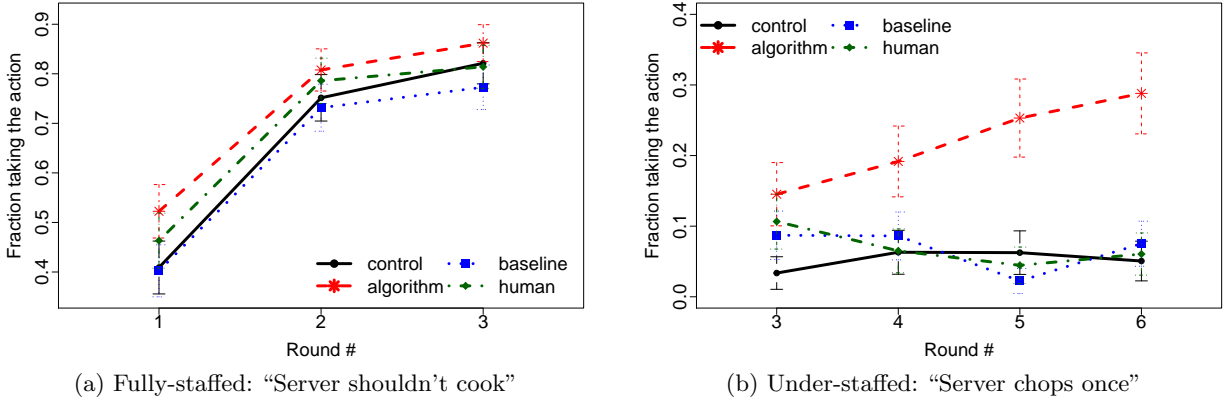 Fraction taking the action
0.9
0.8
0.7
0.6
0.5
0.4
control
baseline
algorithm
human
1 2 3
Round #
(a) Fully-staffed: “Server shouldn’t cook”
Fraction taking the action
0.4
0.3
0.2
0.1
0.0
control
baseline
algorithm
human
3 4 5 6
Round #
(b) Under-staffed: “Server chops once”